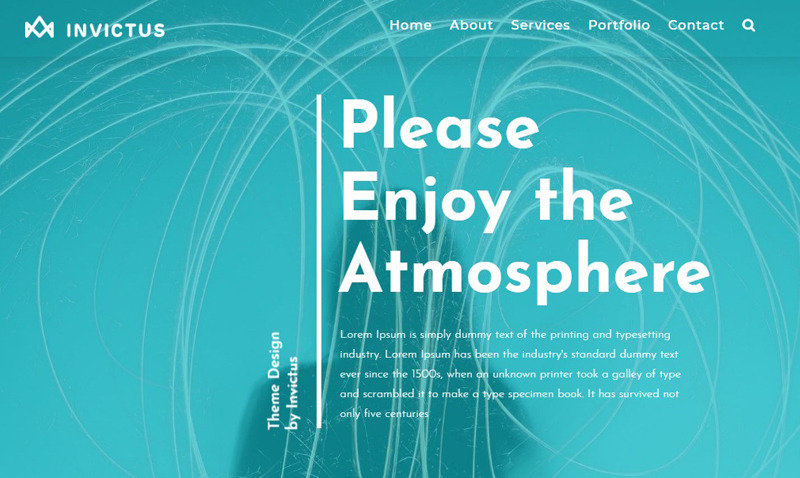 INVICTUS
Home About Services Portfolio Contact
Please
Enjoy the
Atmosphere
Theme Design
by Invictus
Lorem Ipsum is simply dummy text of the printing and typesetting
industry. Lorem Ipsum has been the industry's standard dummy text
ever since the 1500s, when an unknown printer took a galley of type
and scrambled it to make a type specimen book. It has survived not
only five centuries